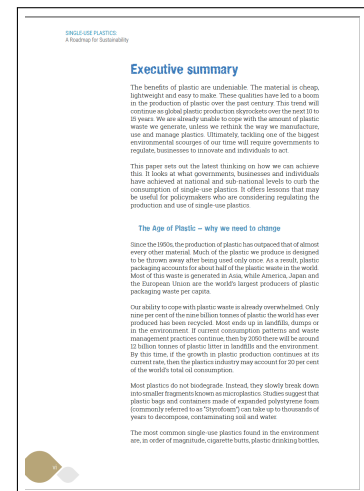 SINGLE-USE PLASTICS:
A Roadmap for Sustainability
Executive summary
The benefits of plastic are undeniable. The material is cheap,
lightweight and easy to make. These qualities have led to a boom
in the production of plastic over the past century. This trend will
continue as global plastic production skyrockets over the next 10 to
15 years. We are already unable to cope with the amount of plastic
waste we generate, unless we rethink the way we manufacture,
use and manage plastics. Ultimately, tackling one of the biggest
environmental scourges of our time will require governments to
regulate, businesses to innovate and individuals to act.
This paper sets out the latest thinking on how we can achieve
this. It looks at what governments, businesses and individuals
have achieved at national and sub-national levels to curb the
consumption of single-use plastics. It offers lessons that may
be useful for policymakers who are considering regulating the
production and use of single-use plastics.
The Age of Plastic – why we need to change
Since the 1950s, the production of plastic has outpaced that of almost
every other material. Much of the plastic we produce is designed
to be thrown away after being used only once. As a result, plastic
packaging accounts for about half of the plastic waste in the world.
Most of this waste is generated in Asia, while America, Japan and
the European Union are the world's largest producers of plastic
packaging waste per capita.
Our ability to cope with plastic waste is already overwhelmed. Only
nine per cent of the nine billion tonnes of plastic the world has ever
produced has been recycled. Most ends up in landfills, dumps or
in the environment. If current consumption patterns and waste
management practices continue, then by 2050 there will be around
12 billion tonnes of plastic litter in landfills and the environment.
By this time, if the growth in plastic production continues at its
current rate, then the plastics industry may account for 20 per cent
of the world's total oil consumption.
Most plastics do not biodegrade. Instead, they slowly break down
into smaller fragments known as microplastics. Studies suggest that
plastic bags and containers made of expanded polystyrene foam
(commonly referred to as "Styrofoam") can take up to thousands of
years to decompose, contaminating soil and water.
The most common single-use plastics found in the environment
are, in order of magnitude, cigarette butts, plastic drinking bottles,